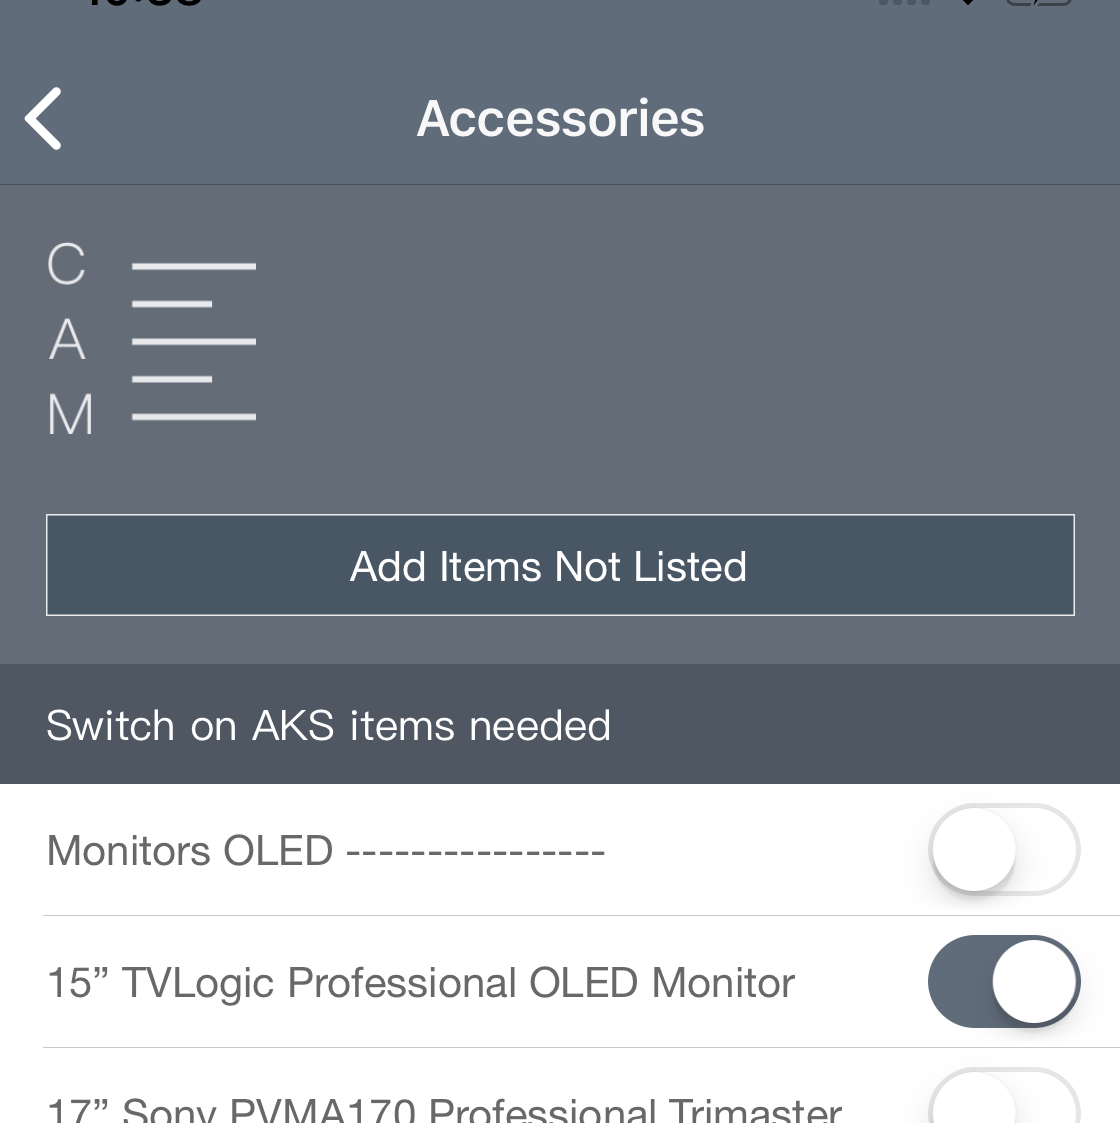 Accessories
C
A
M
Add Items Not Listed
Switch on AKS items needed
Monitors OLED ----------------
15” TVLogic Professional OLED Monitor
17” Sony PVMA170 Professional Trimaster